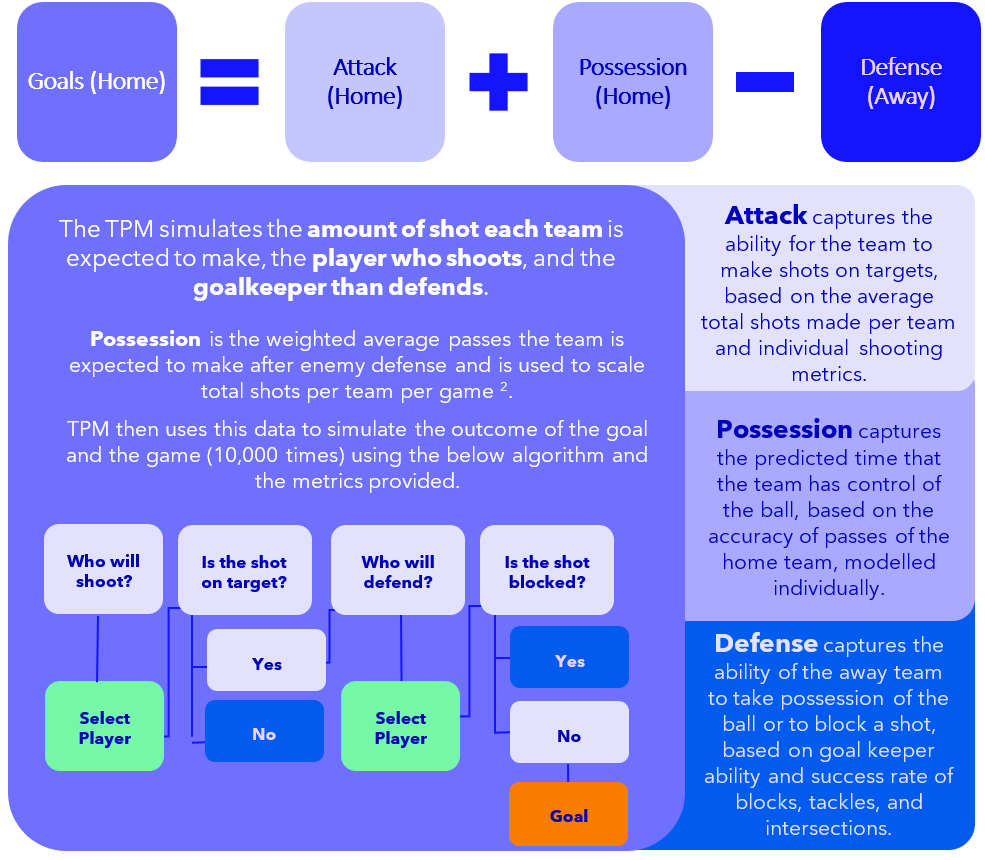 Goals (Home)
=
Attack
(Home)
+
Possession
(Home)
−
Defense
(Away)
The TPM simulates the amount of shot each team is
expected to make, the player who shoots, and the
goalkeeper than defends.
Possession is the weighted average passes the team is
expected to make after enemy defense and is used to scale
total shots per team per game ².
TPM then uses this data to simulate the outcome of the goal
and the game (10,000 times) using the below algorithm and
the metrics provided.
Who will
shoot?
Select
Player
Is the shot
on target?
Yes
No
Who will
defend?
Select
Player
Is the shot
blocked?
Yes
No
Goal
Attack captures the
ability for the team to
make shots on targets,
based on the average
total shots made per team
and individual shooting
metrics.
Possession captures
the predicted time that
the team has control of
the ball, based on the
accuracy of passes of the
home team, modelled
individually.
Defense captures the
ability of the away team
to take possession of the
ball or to block a shot,
based on goal keeper
ability and success rate of
blocks, tackles, and
intersections.